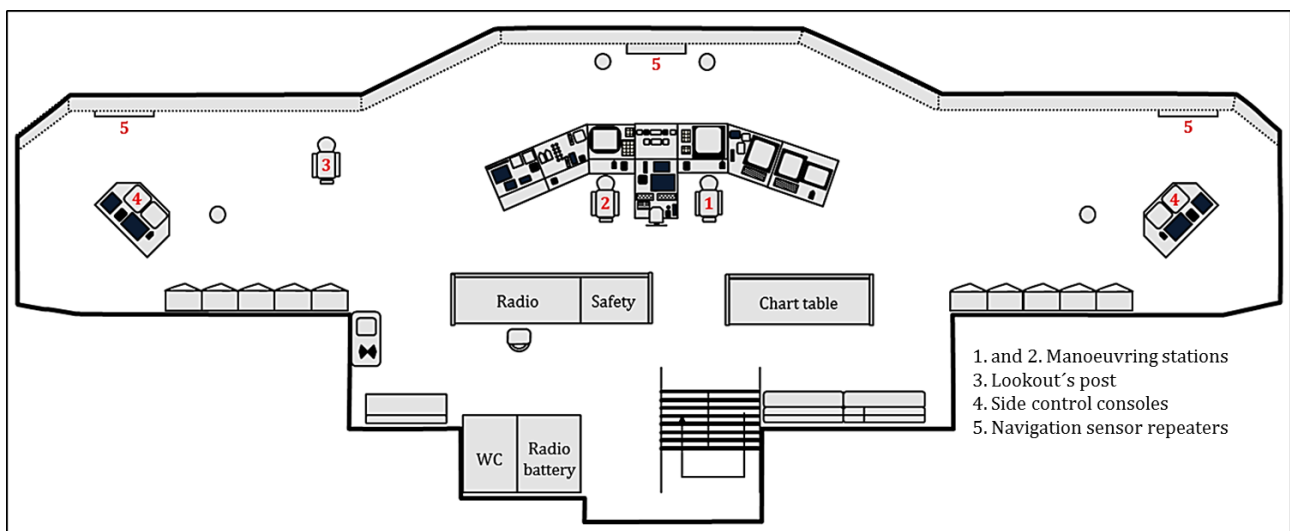 5
5
5
3
4
4
2
1
Radio
Safety
Chart table
1. and 2. Manoeuvring stations
3. Lookout´s post
4. Side control consoles
5. Navigation sensor repeaters
WC
Radio
battery